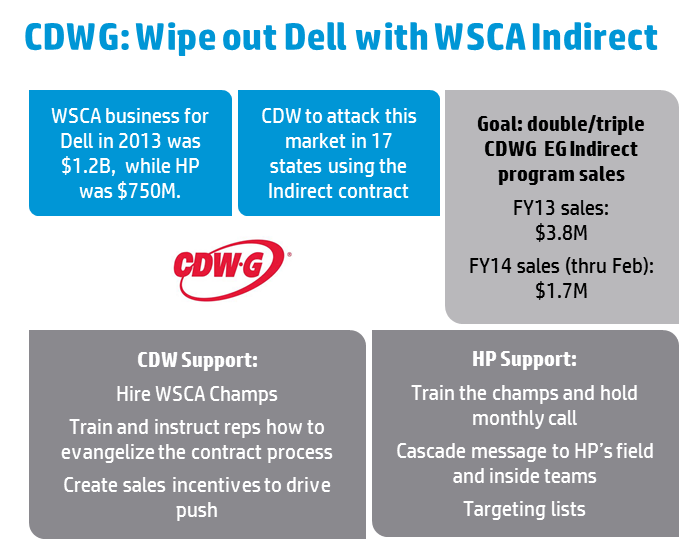 CDWG: Wipe out Dell with WSCA Indirect
WSCA business for
Dell in 2013 was
$1.2B, while HP
was $750M.
CDW to attack this
market in 17
states using the
Indirect contract
Goal: double/triple
CDWG EG Indirect
program sales
FY13 sales:
$3.8M
FY14 sales (thru Feb):
$1.7M
CDW·G®
CDW Support:
Hire WSCA Champs
Train and instruct reps how to
evangelize the contract process
Create sales incentives to drive
push
HP Support:
Train the champs and hold
monthly call
Cascade message to HP's field
and inside teams
Targeting lists